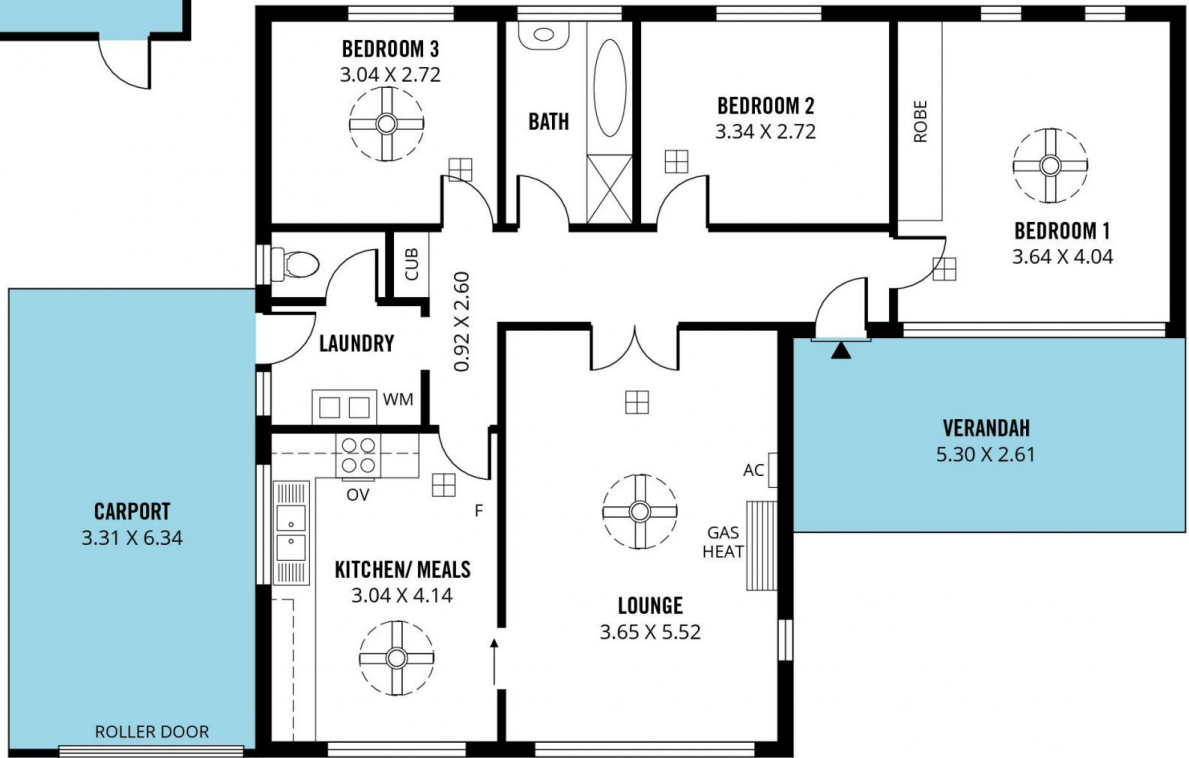 BEDROOM 3
3.04 X 2.72
BATH
BEDROOM 2
3.34 X 2.72
ROBE
BEDROOM 1
3.64 X 4.04
CUB
0.92 X 2.60
LAUNDRY
WM
VERANDAH
5.30 X 2.61
CARPORT
3.31 X 6.34
OV
F
AC
GAS
HEAT
KITCHEN/ MEALS
3.04 X 4.14
LOUNGE
3.65 X 5.52
ROLLER DOOR